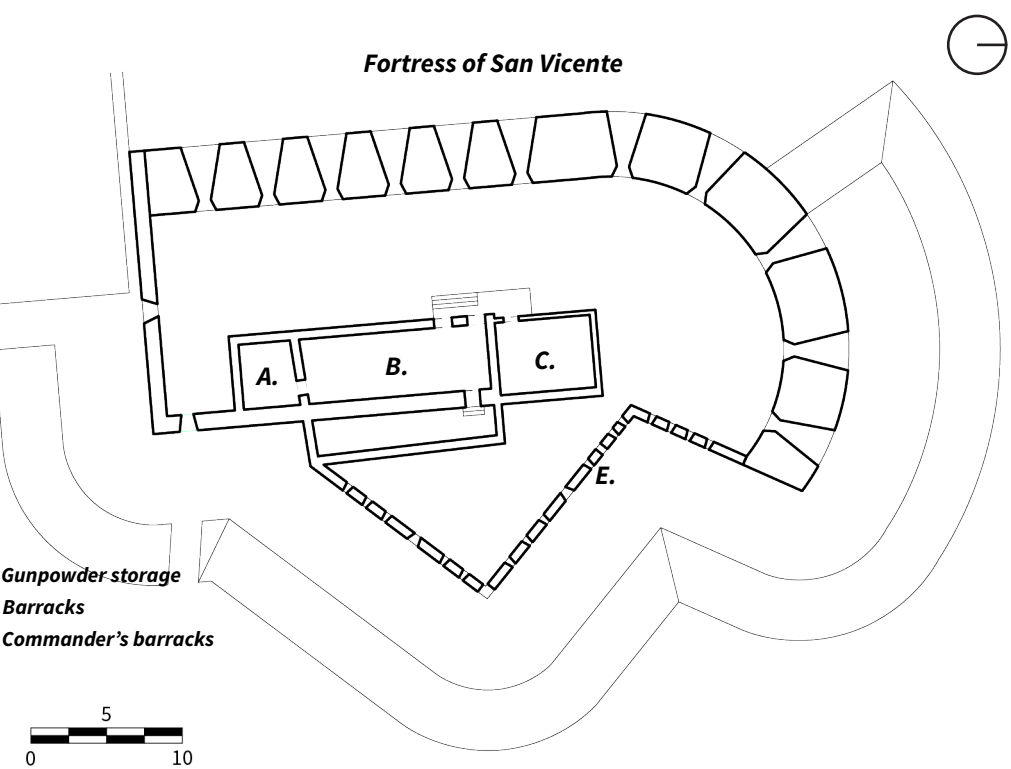 Fortress of San Vicente
A.
B.
C.
E.
Gunpowder storage
Barracks
Commander’s barracks
5
0 10